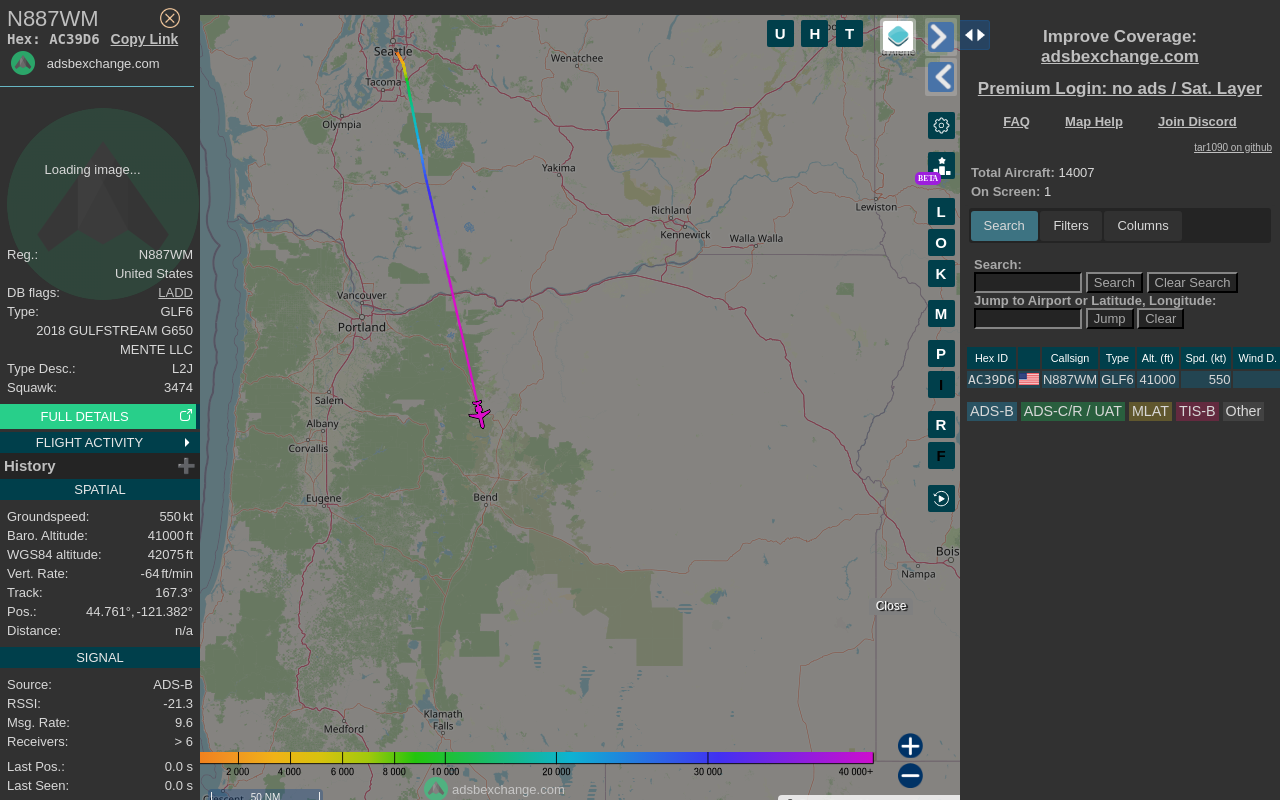 N887WM
Hex: AC39D6 Copy Link
adsbexchange.com
Loading image...
Reg.: N887WM
United States
DB flags: LADD
Type: GLF6
2018 GULFSTREAM G650
MENTE LLC
Type Desc.: L2J
Squawk: 3474
FULL DETAILS
FLIGHT ACTIVITY
History
SPATIAL
Groundspeed: 550 kt
Baro. Altitude: 41000 ft
WGS84 altitude: 42075 ft
Vert. Rate: -64 ft/min
Track: 167.3°
Pos.: 44.761°, -121.382°
Distance: n/a
SIGNAL
Source: ADS-B
RSSI: -21.3
Msg. Rate: 9.6
Receivers: > 6
Last Pos.: 0.0 s
Last Seen: 0.0 s
Seattle
Wenatchee
Tacoma
Olympia
Yakima
Richland
Kennewick
Walla Walla
Lewiston
Vancouver
Portland
Salem
Albany
Corvallis
Eugene
Bend
Nampa
Medford
Klamath
Falls
U H T
BETA
L
O
K
M
P
I
R
F
Close
2 000 4 000 6 000 8 000 10 000 20 000 30 000 40 000+
50 NM
adsbexchange.com
Improve Coverage:
adsbexchange.com
Premium Login: no ads / Sat. Layer
FAQ Map Help Join Discord
tar1090 on github
Total Aircraft: 14007
On Screen: 1
Search Filters Columns
Search:
Search Clear Search
Jump to Airport or Latitude, Longitude:
Jump Clear
Hex ID Callsign Type Alt. (ft) Spd. (kt) Wind D.
AC39D6 N887WM GLF6 41000 550
ADS-B ADS-C/R / UAT MLAT TIS-B Other